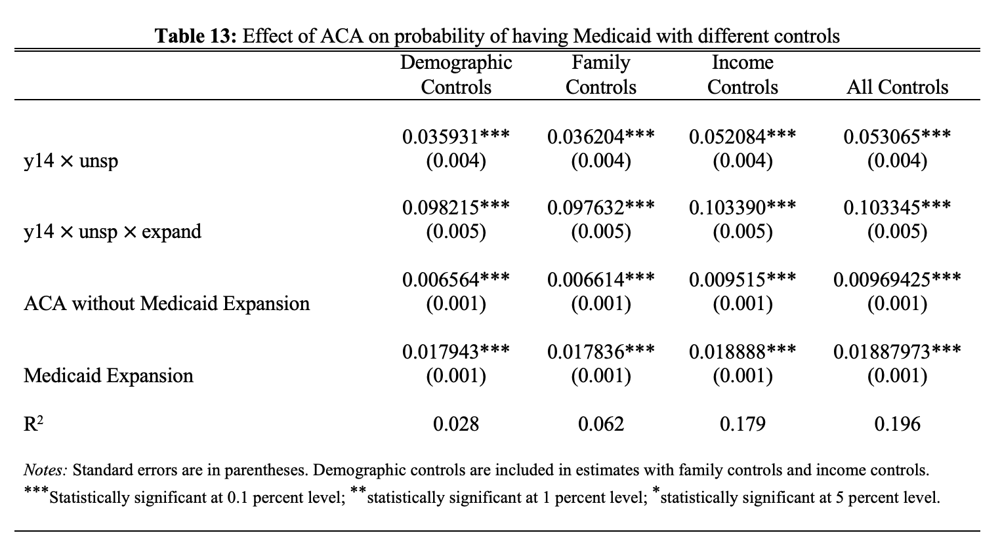 Table 13: Effect of ACA on probability of having Medicaid with different controls
Demographic Controls Family Controls Income Controls All Controls
0.035931*** 0.036204*** 0.052084*** 0.053065***
y14 × unsp (0.004) (0.004) (0.004) (0.004)
0.098215*** 0.097632*** 0.103390*** 0.103345***
y14 × unsp × expand (0.005) (0.005) (0.005) (0.005)
0.006564*** 0.006614*** 0.009515*** 0.00969425***
ACA without Medicaid Expansion (0.001) (0.001) (0.001) (0.001)
0.017943*** 0.017836*** 0.018888*** 0.01887973***
Medicaid Expansion (0.001) (0.001) (0.001) (0.001)
R² 0.028 0.062 0.179 0.196
Notes: Standard errors are in parentheses. Demographic controls are included in estimates with family controls and income controls.
***Statistically significant at 0.1 percent level; **statistically significant at 1 percent level; *statistically significant at 5 percent level.